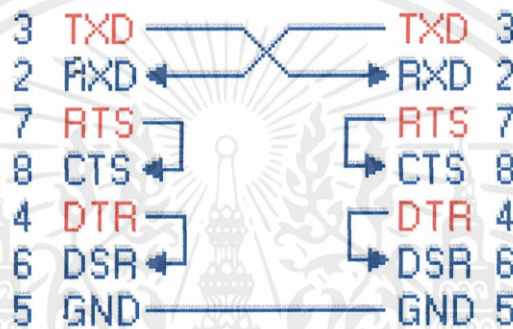 3 TXD TXD 3
2 RXD RXD 2
7 RTS RTS 7
8 CTS CTS 8
4 DTR DTR 4
6 DSR DSR 6
5 GND GND 5